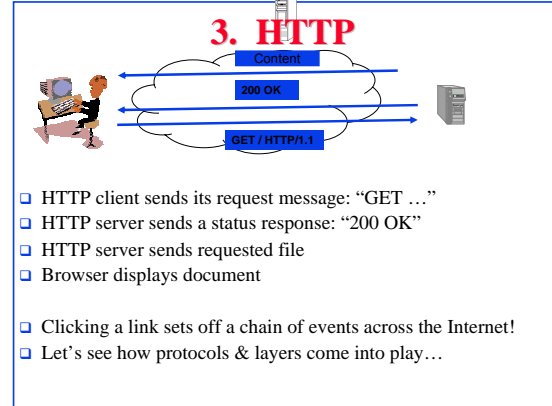 3. HTTP
Content
200 OK
GET / HTTP/1.1
❑ HTTP client sends its request message: “GET …”
❑ HTTP server sends a status response: “200 OK”
❑ HTTP server sends requested file
❑ Browser displays document
❑ Clicking a link sets off a chain of events across the Internet!
❑ Let’s see how protocols & layers come into play…